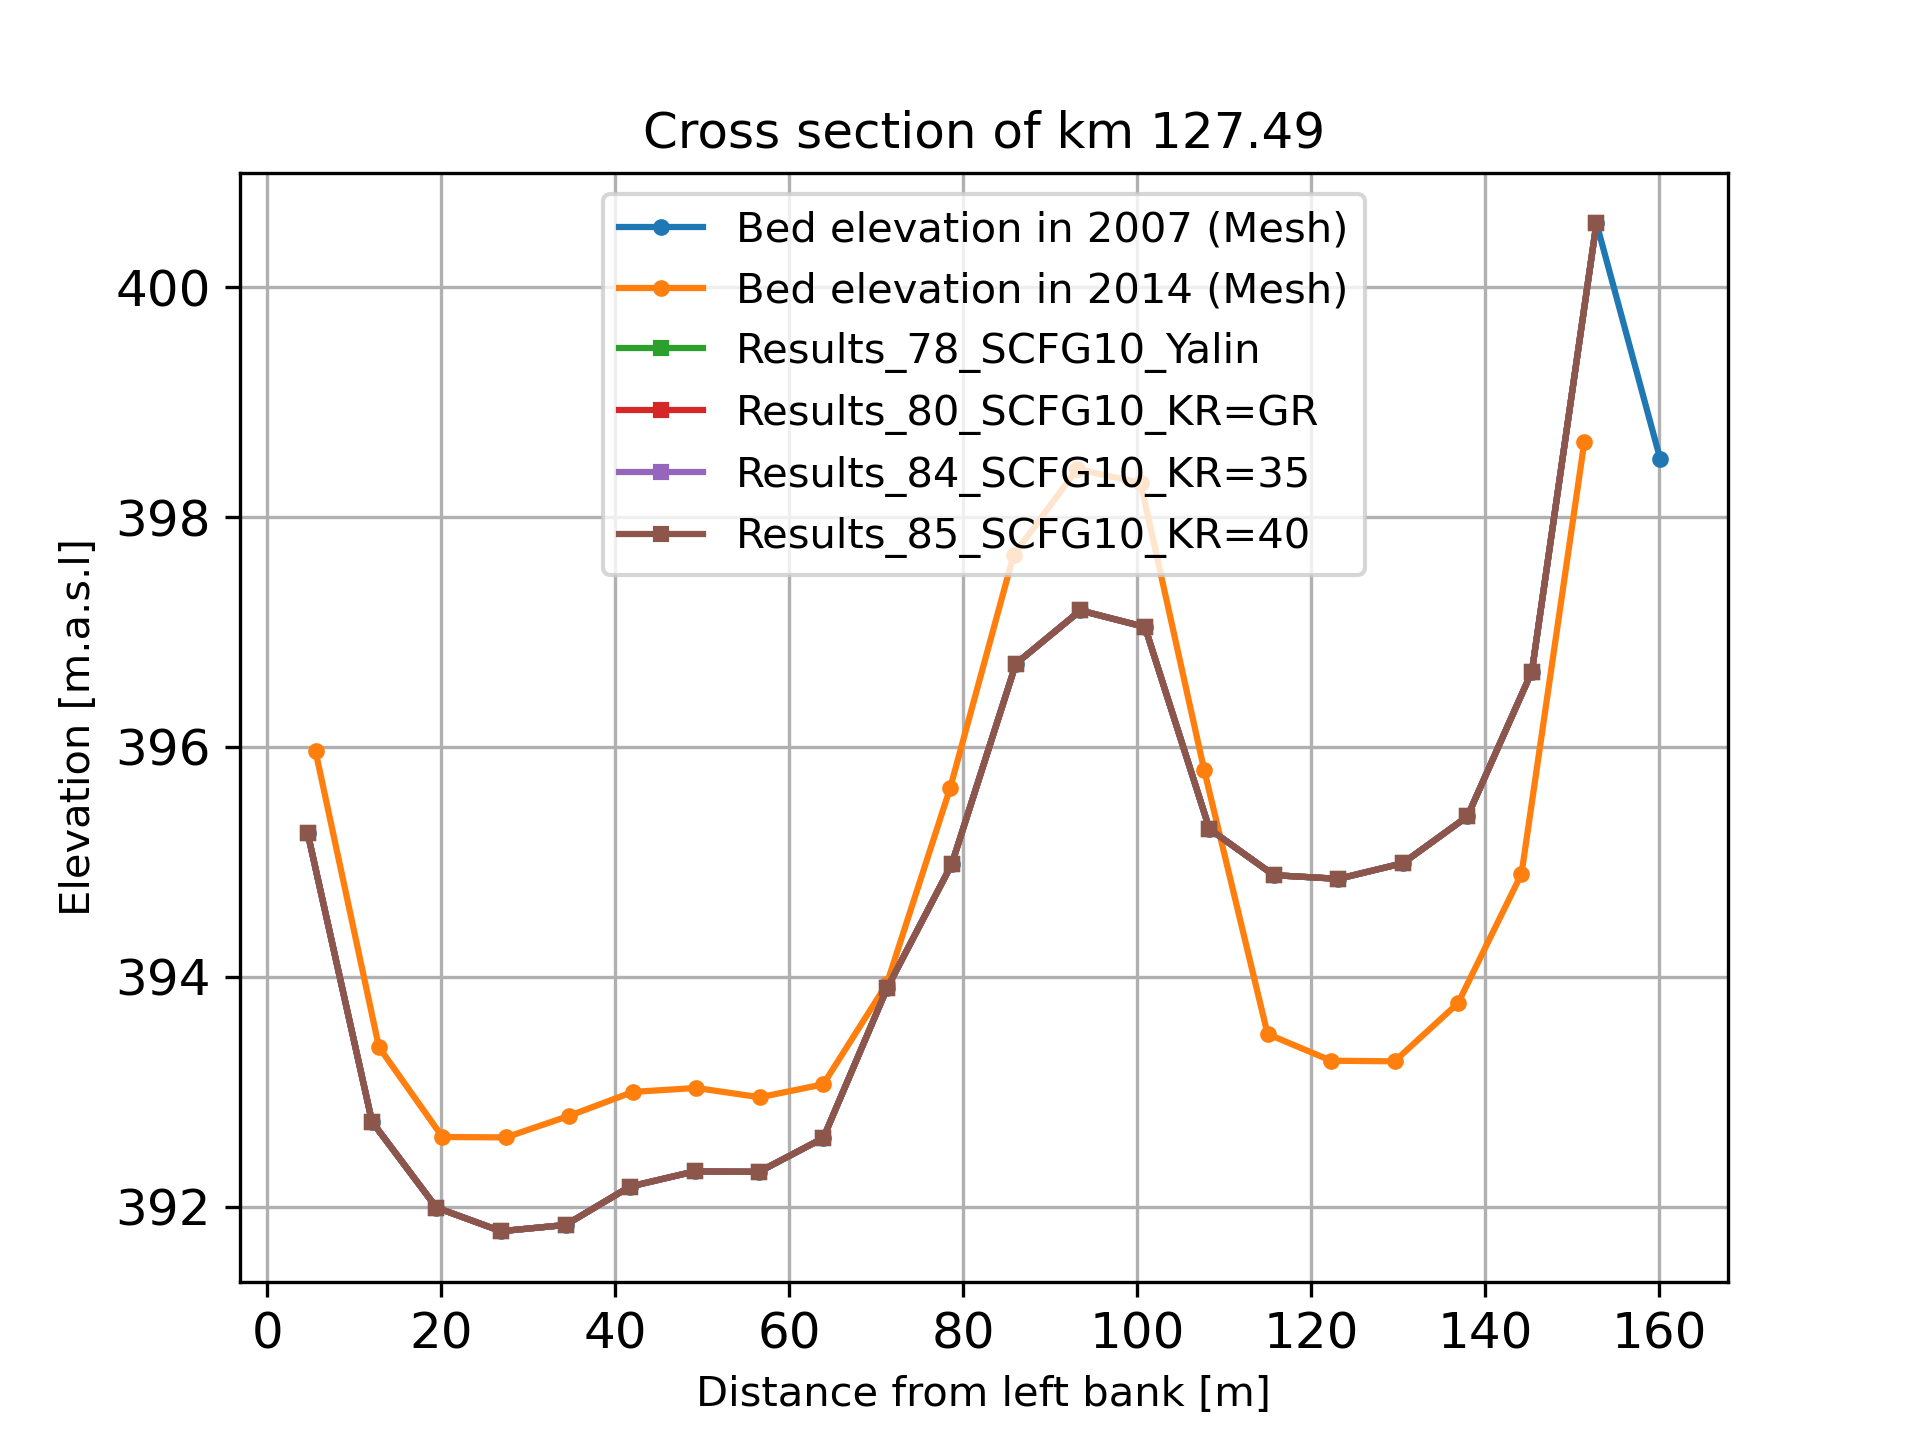 Cross section of km 127.49
Bed elevation in 2007 (Mesh)
Bed elevation in 2014 (Mesh)
Results_78_SCFG10_Yalin
Results_80_SCFG10_KR=GR
Results_84_SCFG10_KR=35
Results_85_SCFG10_KR=40
Elevation [m.a.s.l]
400
398
396
394
392
0 20 40 60 80 100 120 140 160
Distance from left bank [m]